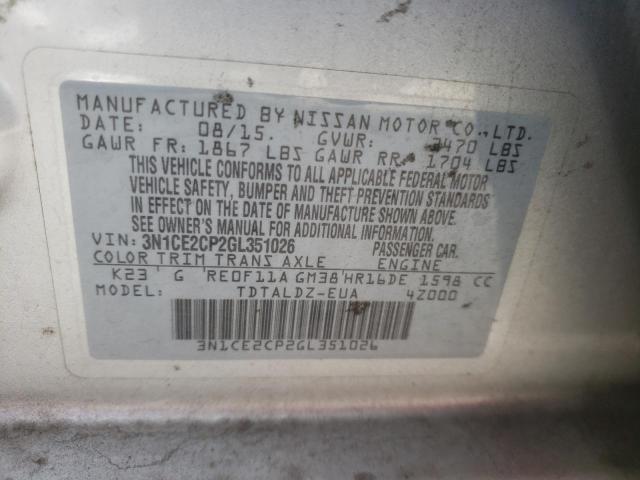 MANUFACTURED BY NISSAN MOTOR CO.,LTD.
DATE: 08/15. GVWR: 3470 LBS
GAWR FR: 1867 LBS GAWR RR: 1704 LBS
THIS VEHICLE CONFORMS TO ALL APPLICABLE FEDERAL MOTOR
VEHICLE SAFETY, BUMPER AND THEFT PREVENTION STANDARDS
IN EFFECT ON THE DATE OF MANUFACTURE SHOWN ABOVE.
SEE OWNER'S MANUAL FOR ADDITIONAL INFORMATION.
VIN: 3N1CE2CP2GL351026 PASSENGER CAR.
COLOR TRIM TRANS AXLE ENGINE
K23 G RE0F11A GM38 HR16DE 1598 CC
MODEL: TDTALDZ-EUA 4Z000
3N1CE2CP2GL351026